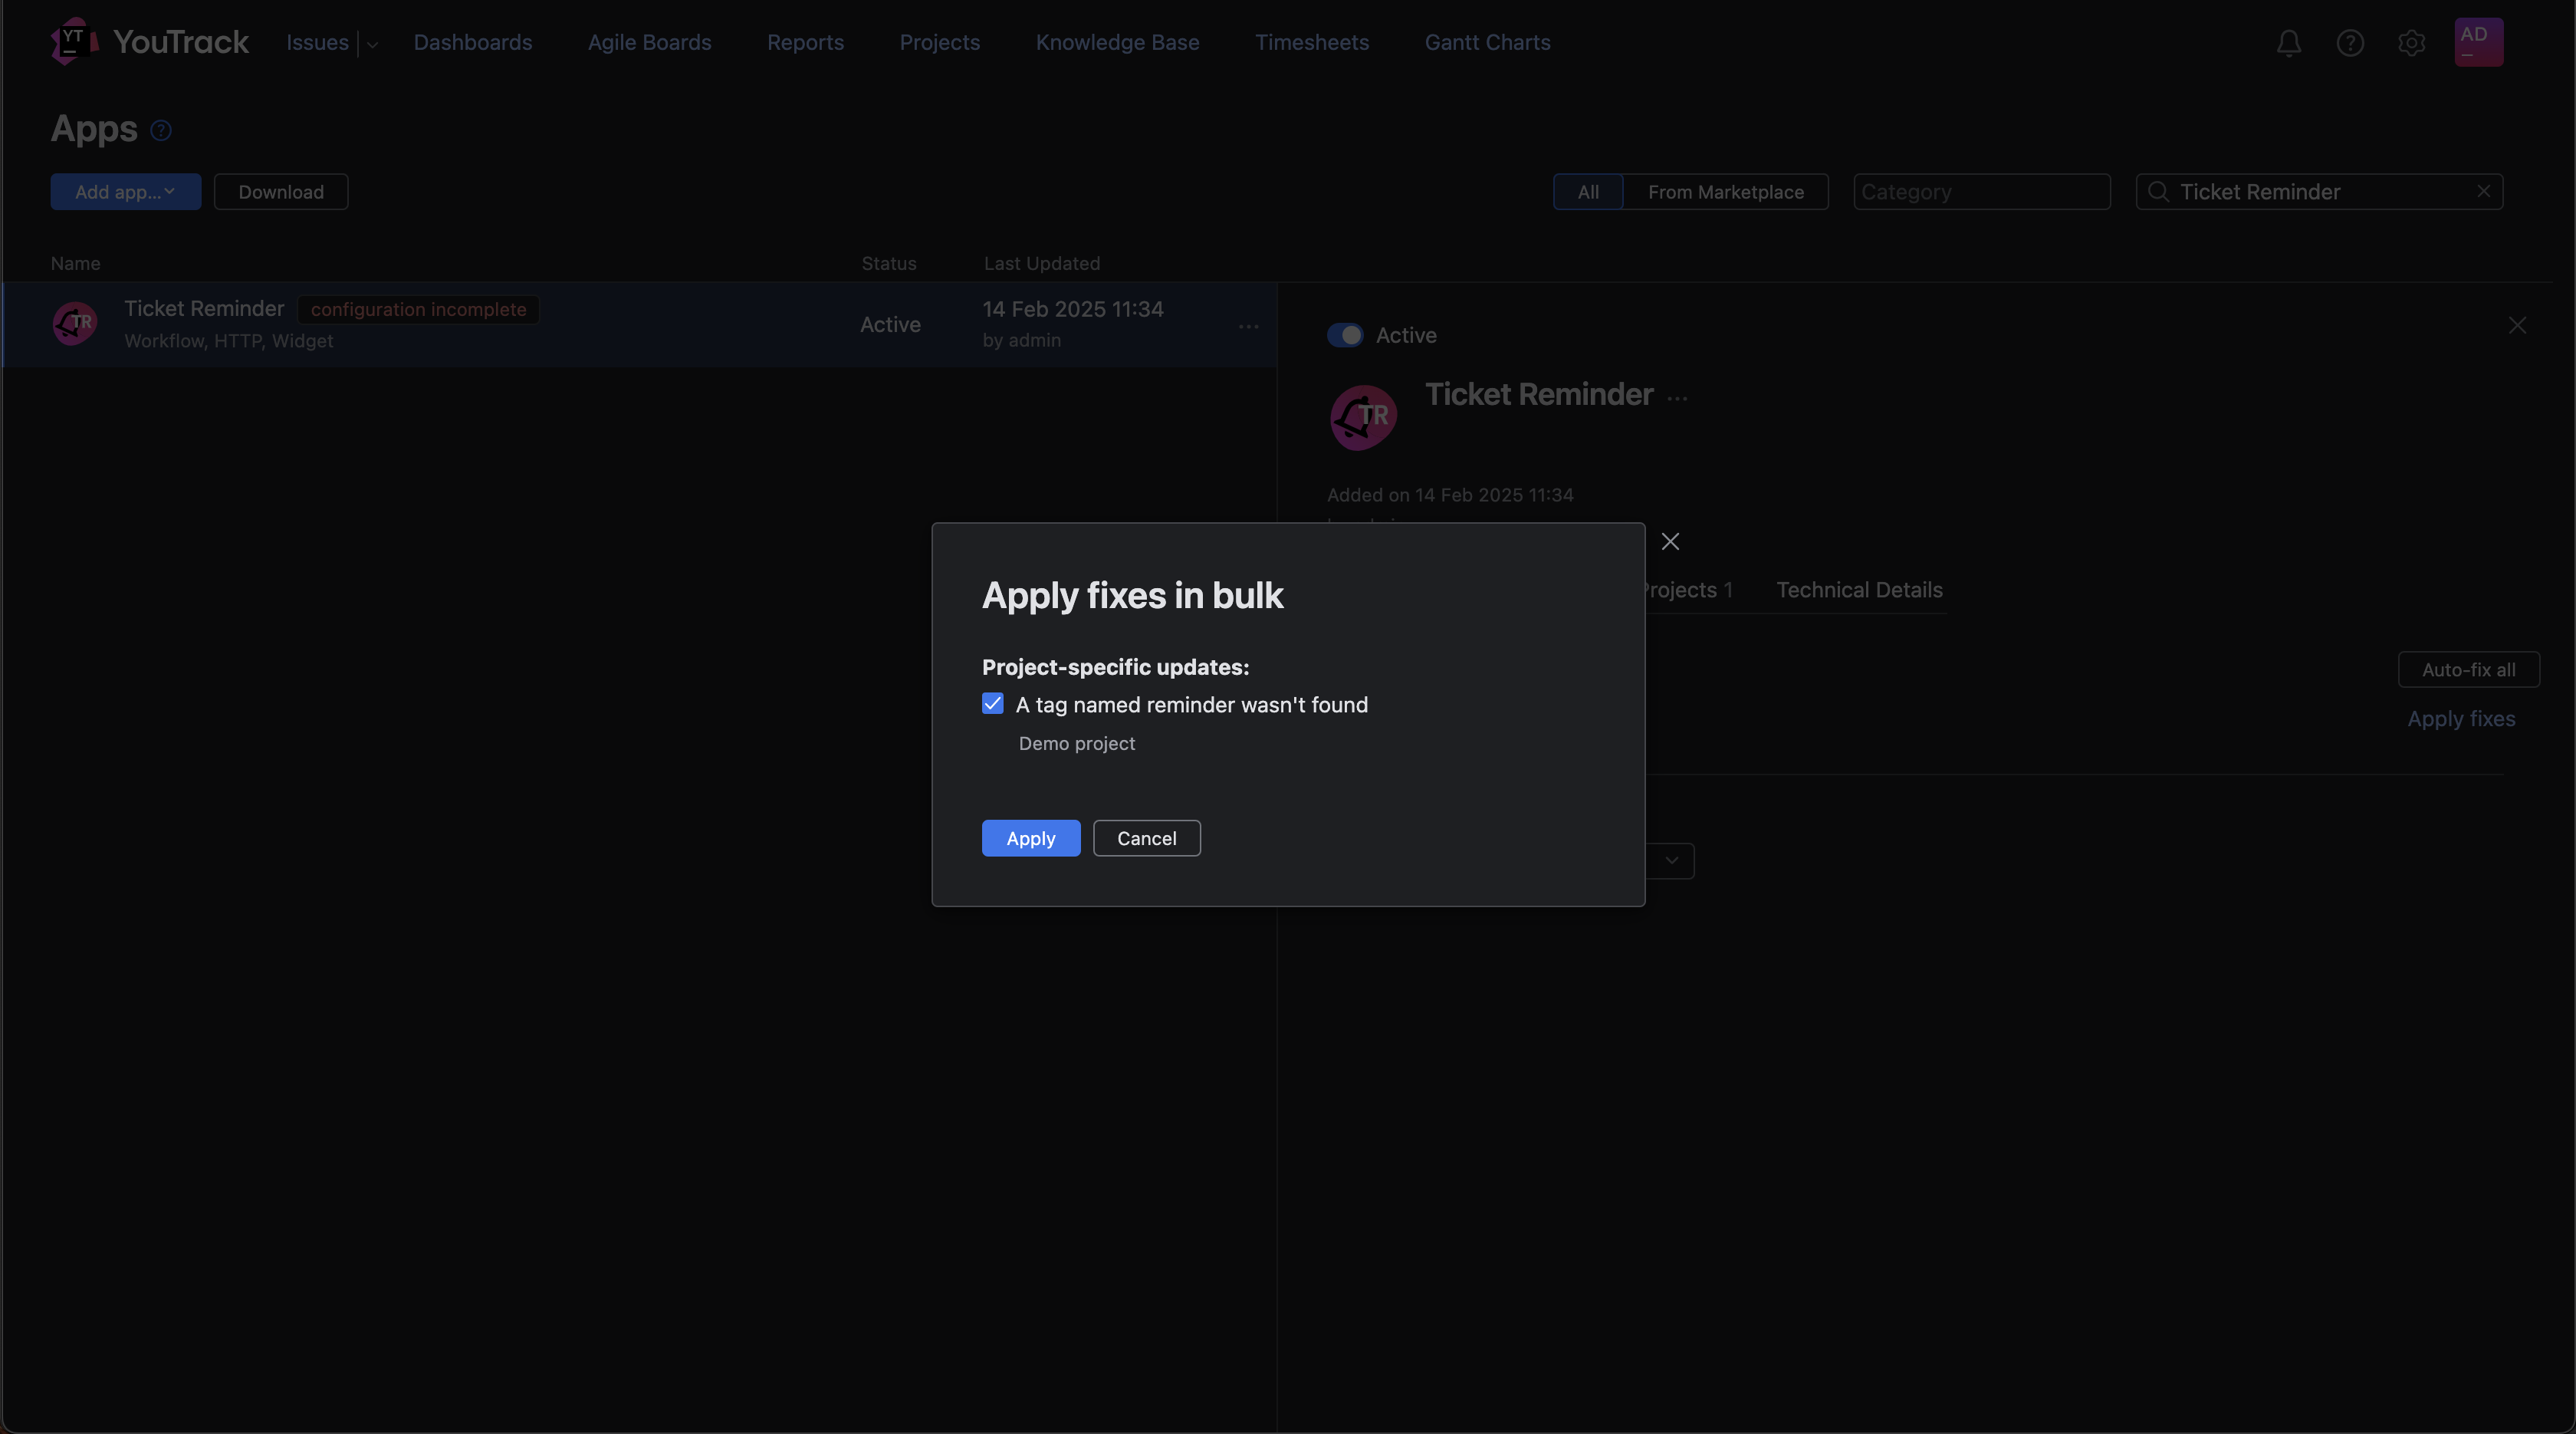 YT YouTrack Issues Dashboards Agile Boards Reports Projects Knowledge Base Timesheets Gantt Charts AD
Apps
Add app... Download All From Marketplace Category Ticket Reminder
Name Status Last Updated
TR Ticket Reminder configuration incomplete Active 14 Feb 2025 11:34
Workflow, HTTP, Widget by admin
Active
TR Ticket Reminder
Added on 14 Feb 2025 11:34
Projects 1 Technical Details
Auto-fix all
Apply fixes
Apply fixes in bulk
Project-specific updates:
A tag named reminder wasn't found
Demo project
Apply Cancel